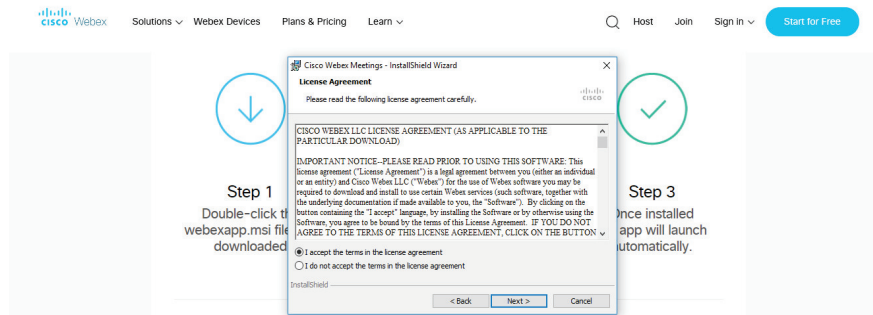 CISCO Webex Solutions Webex Devices Plans & Pricing Learn Host Join Sign in Start for Free
Cisco Webex Meetings - InstallShield Wizard
License Agreement
Please read the following license agreement carefully.
CISCO
CISCO WEBEX LLC LICENSE AGREEMENT (AS APPLICABLE TO THE
PARTICULAR DOWNLOAD)
IMPORTANT NOTICE--PLEASE READ PRIOR TO USING THIS SOFTWARE: This
license agreement ("License Agreement") is a legal agreement between you (either an individual
or an entity) and Cisco Webex LLC ("Webex") for the use of Webex software you may be
required to download and install to use certain Webex services (such software, together with
the underlying documentation if made available to you, the "Software"). By clicking on the
button containing the "I accept" language, by installing the Software or by otherwise using the
Software, you agree to be bound by the terms of this License Agreement. IF YOU DO NOT
AGREE TO THE TERMS OF THIS LICENSE AGREEMENT, CLICK ON THE BUTTON
I accept the terms in the license agreement
I do not accept the terms in the license agreement
InstallShield
< Back Next > Cancel
Step 1
Double-click
webexapp.msi
downloaded
Step 3
Once installed
app will launch
automatically.